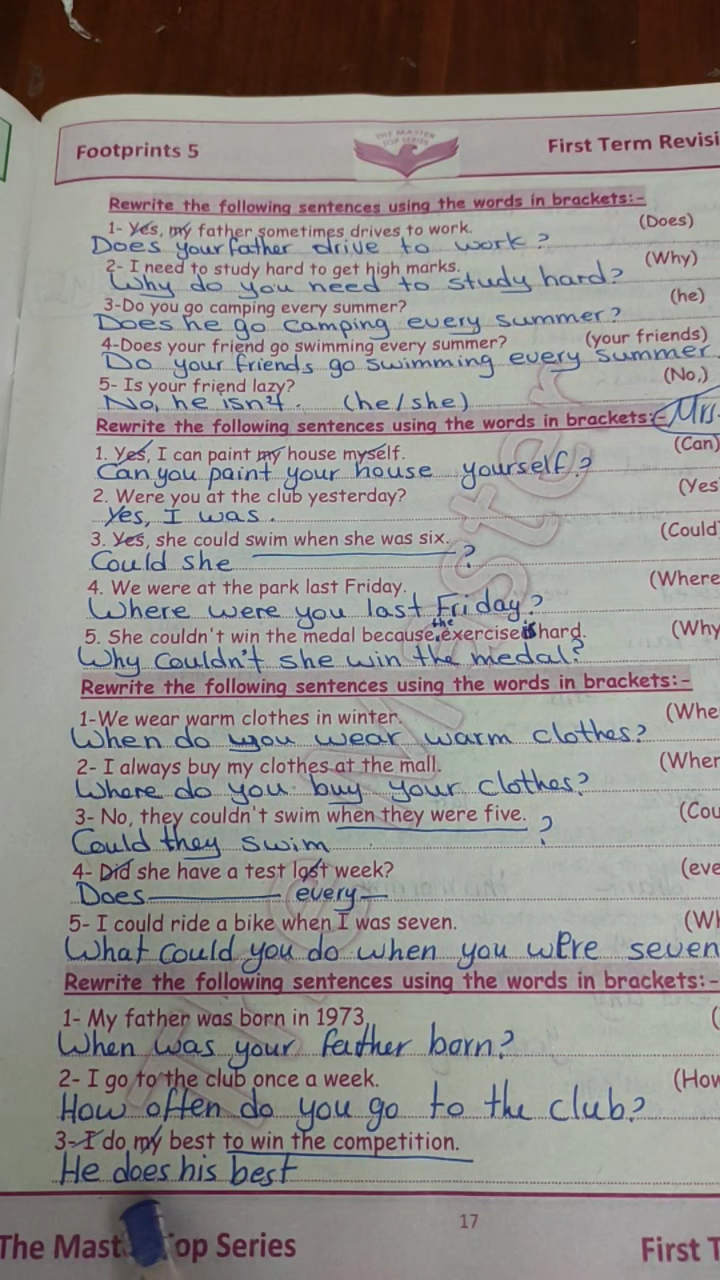 Footprints 5
THE MASTER
TOP SERIES
First Term Revisi
Rewrite the following sentences using the words in brackets:-
1- Yes, my father sometimes drives to work. (Does)
Does your father drive to work?
2- I need to study hard to get high marks. (Why)
Why do you need to study hard?
3-Do you go camping every summer? (he)
Does he go camping every summer?
4-Does your friend go swimming every summer? (your friends)
Do your friends go swimming every summer
5- Is your friend lazy? (No,)
No, he isn't. (he/she)
Rewrite the following sentences using the words in brackets:- Mrs.
1. Yes, I can paint my house myself. (Can)
Can you paint your house yourself?
2. Were you at the club yesterday? (Yes
Yes, I was.
3. Yes, she could swim when she was six. (Could
Could she ?
4. We were at the park last Friday. (Where
Where were you last Friday?
5. She couldn't win the medal because the exercise is hard. (Why
Why couldn't she win the medal?
Rewrite the following sentences using the words in brackets:-
1-We wear warm clothes in winter. (Whe
When do you wear warm clothes?
2- I always buy my clothes at the mall. (Wher
Where do you buy your clothes?
3- No, they couldn't swim when they were five. (Cou
Could they swim ?
4- Did she have a test last week? (eve
Does every
5- I could ride a bike when I was seven. (Wh
What could you do when you were seven
Rewrite the following sentences using the words in brackets:-
1- My father was born in 1973. (
When was your father born?
2- I go to the club once a week. (How
How often do you go to the club?
3- I do my best to win the competition.
He does his best
17
The Mast Top Series
First T
The Master